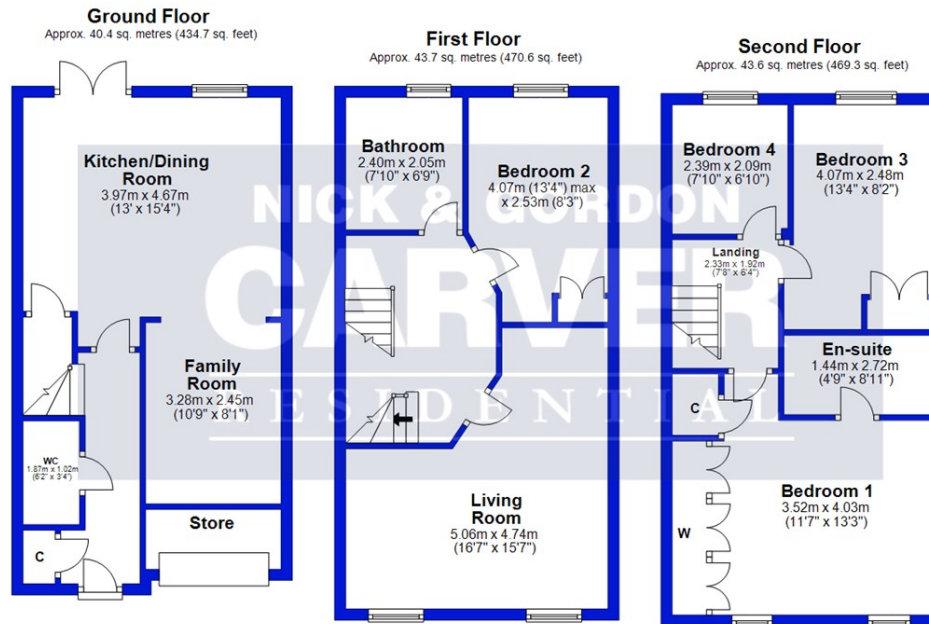 Ground Floor
Approx. 40.4 sq. metres (434.7 sq. feet)
Kitchen/Dining
Room
3.97m x 4.67m
(13' x 15'4")
Family
Room
3.28m x 2.45m
(10'9" x 8'1")
WC
1.87m x 1.02m
(6'2" x 3'4")
Store
C
First Floor
Approx. 43.7 sq. metres (470.6 sq. feet)
Bathroom
2.40m x 2.05m
(7'10" x 6'9")
Bedroom 2
4.07m (13'4") max
x 2.53m (8'3")
Living
Room
5.06m x 4.74m
(16'7" x 15'7")
Second Floor
Approx. 43.6 sq. metres (469.3 sq. feet)
Bedroom 4
2.39m x 2.09m
(7'10" x 6'10")
Bedroom 3
4.07m x 2.48m
(13'4" x 8'2")
Landing
2.33m x 1.92m
(7'8" x 6'4")
En-suite
1.44m x 2.72m
(4'9" x 8'11")
C
Bedroom 1
3.52m x 4.03m
(11'7" x 13'3")
W
NICK & GORDON
CARVER
RESIDENTIAL